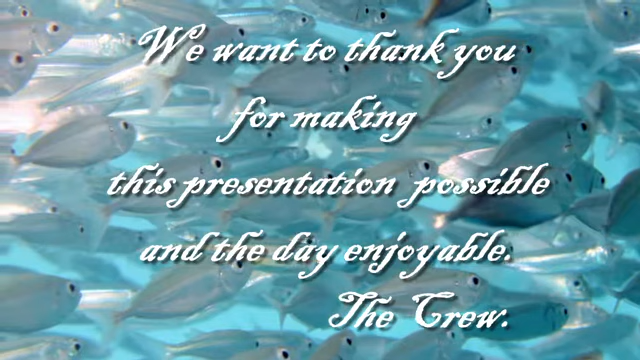 We want to thank you
for making
this presentation possible
and the day enjoyable.
The Crew.